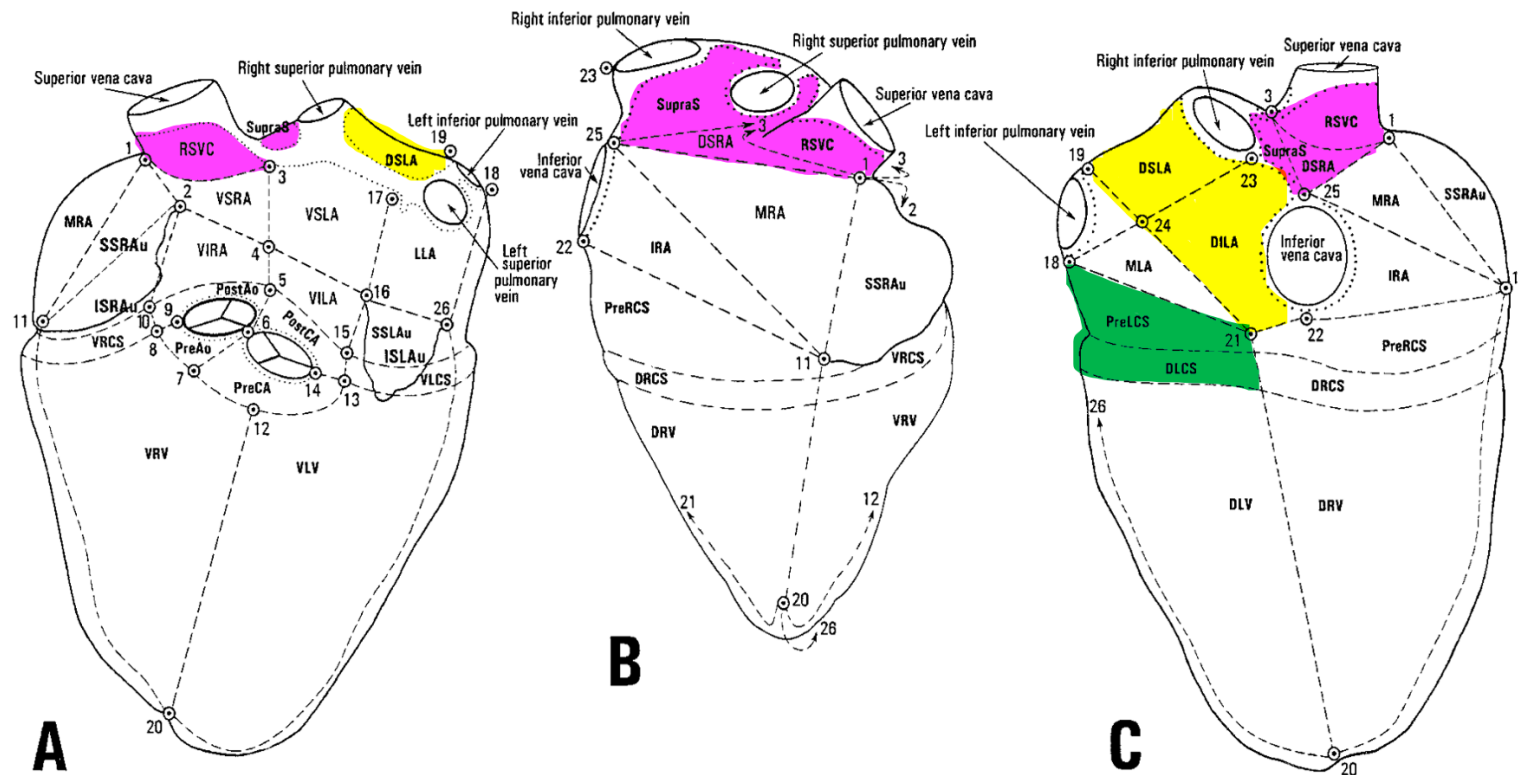 Superior vena cava
Right superior pulmonary vein
Left inferior pulmonary vein
Left
superior
pulmonary
vein
RSVC
SupraS
DSLA
19
18
1
2
3
17
MRA
VSRA
VSLA
SSRAu
VIRA
4
LLA
5
PostAo
VILA
16
ISRAu
9
6
PostCA
SSLAu
26
11
10
15
ISLAu
VRCS
8
PreAo
VLCS
7
14
13
PreCA
12
VRV
VLV
20
A
Right inferior pulmonary vein
Right superior pulmonary vein
Superior vena cava
Inferior
vena cava
23
SupraS
3
25
DSRA
RSVC
1
3
2
MRA
22
IRA
SSRAu
PreRCS
11
VRCS
DRCS
DRV
VRV
21
12
20
26
B
Superior vena cava
Right inferior pulmonary vein
Left inferior pulmonary vein
3
RSVC
1
19
DSLA
SupraS
DSRA
23
25
MRA
SSRAu
24
DILA
Inferior
vena cava
18
MLA
IRA
1
PreLCS
21
22
PreRCS
DLCS
DRCS
26
DLV
DRV
20
C